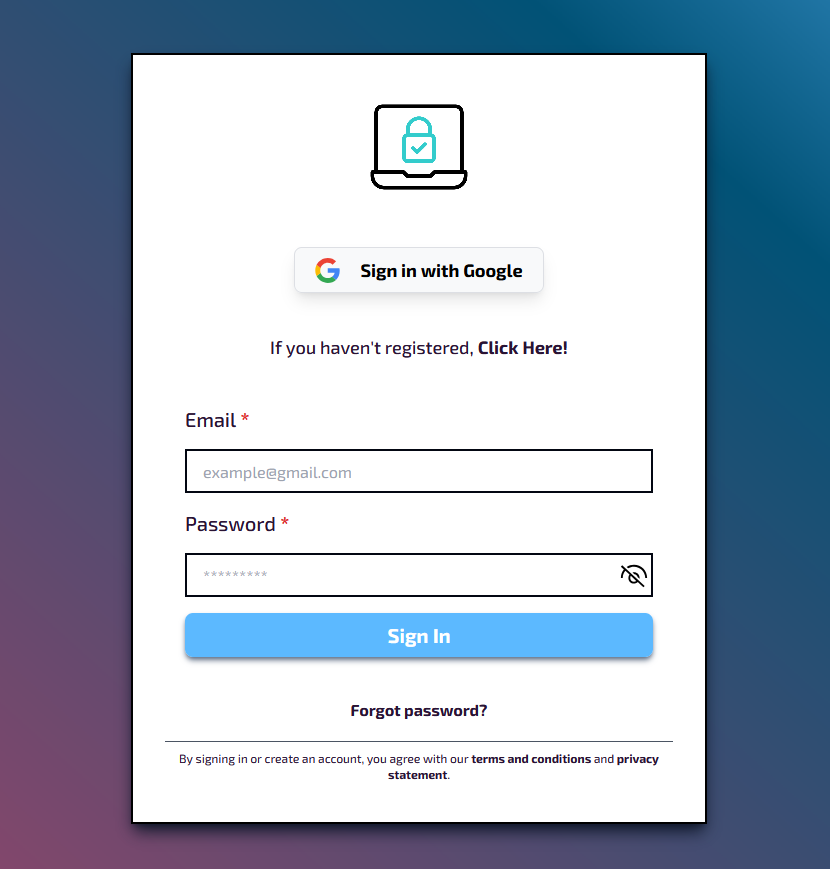 Sign in with Google
If you haven't registered, Click Here!
Email *
example@gmail.com
Password *
*********
Sign In
Forgot password?
By signing in or create an account, you agree with our terms and conditions and privacy
statement.